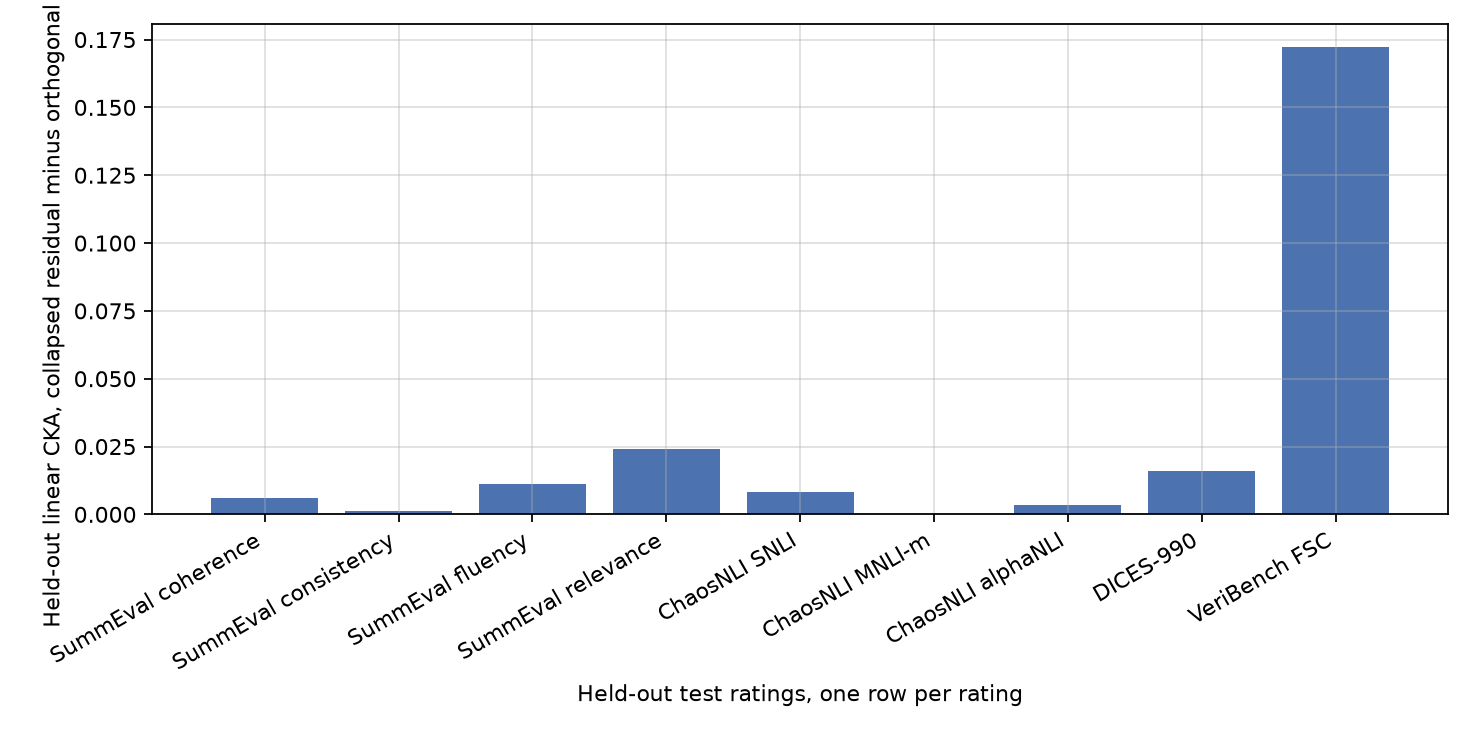 Held-out linear CKA, collapsed residual minus orthogonal
0.175
0.150
0.125
0.100
0.075
0.050
0.025
0.000
SummEval coherence
SummEval consistency
SummEval fluency
SummEval relevance
ChaosNLI SNLI
ChaosNLI MNLI-m
ChaosNLI alphaNLI
DICES-990
VeriBench FSC
Held-out test ratings, one row per rating